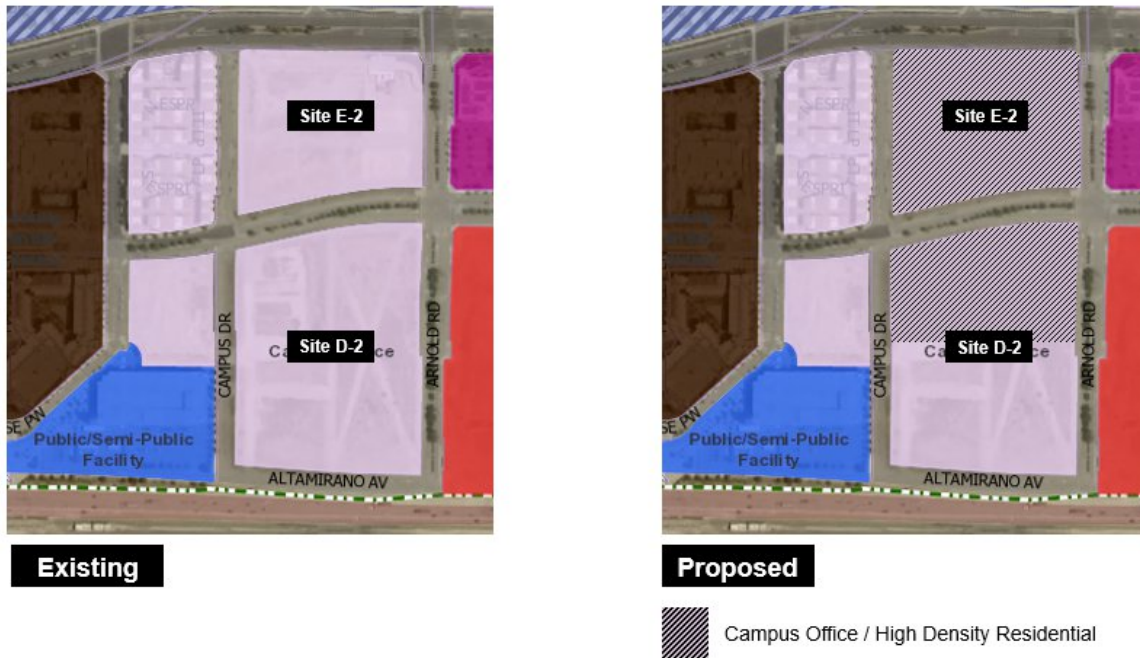 Site E-2
Site D-2
CAMPUS DR
ARNOLD RD
Public/Semi-Public
Facility
ALTAMIRANO AV
Existing
Site E-2
Site D-2
CAMPUS DR
ARNOLD RD
Public/Semi-Public
Facility
ALTAMIRANO AV
Proposed
Campus Office / High Density Residential